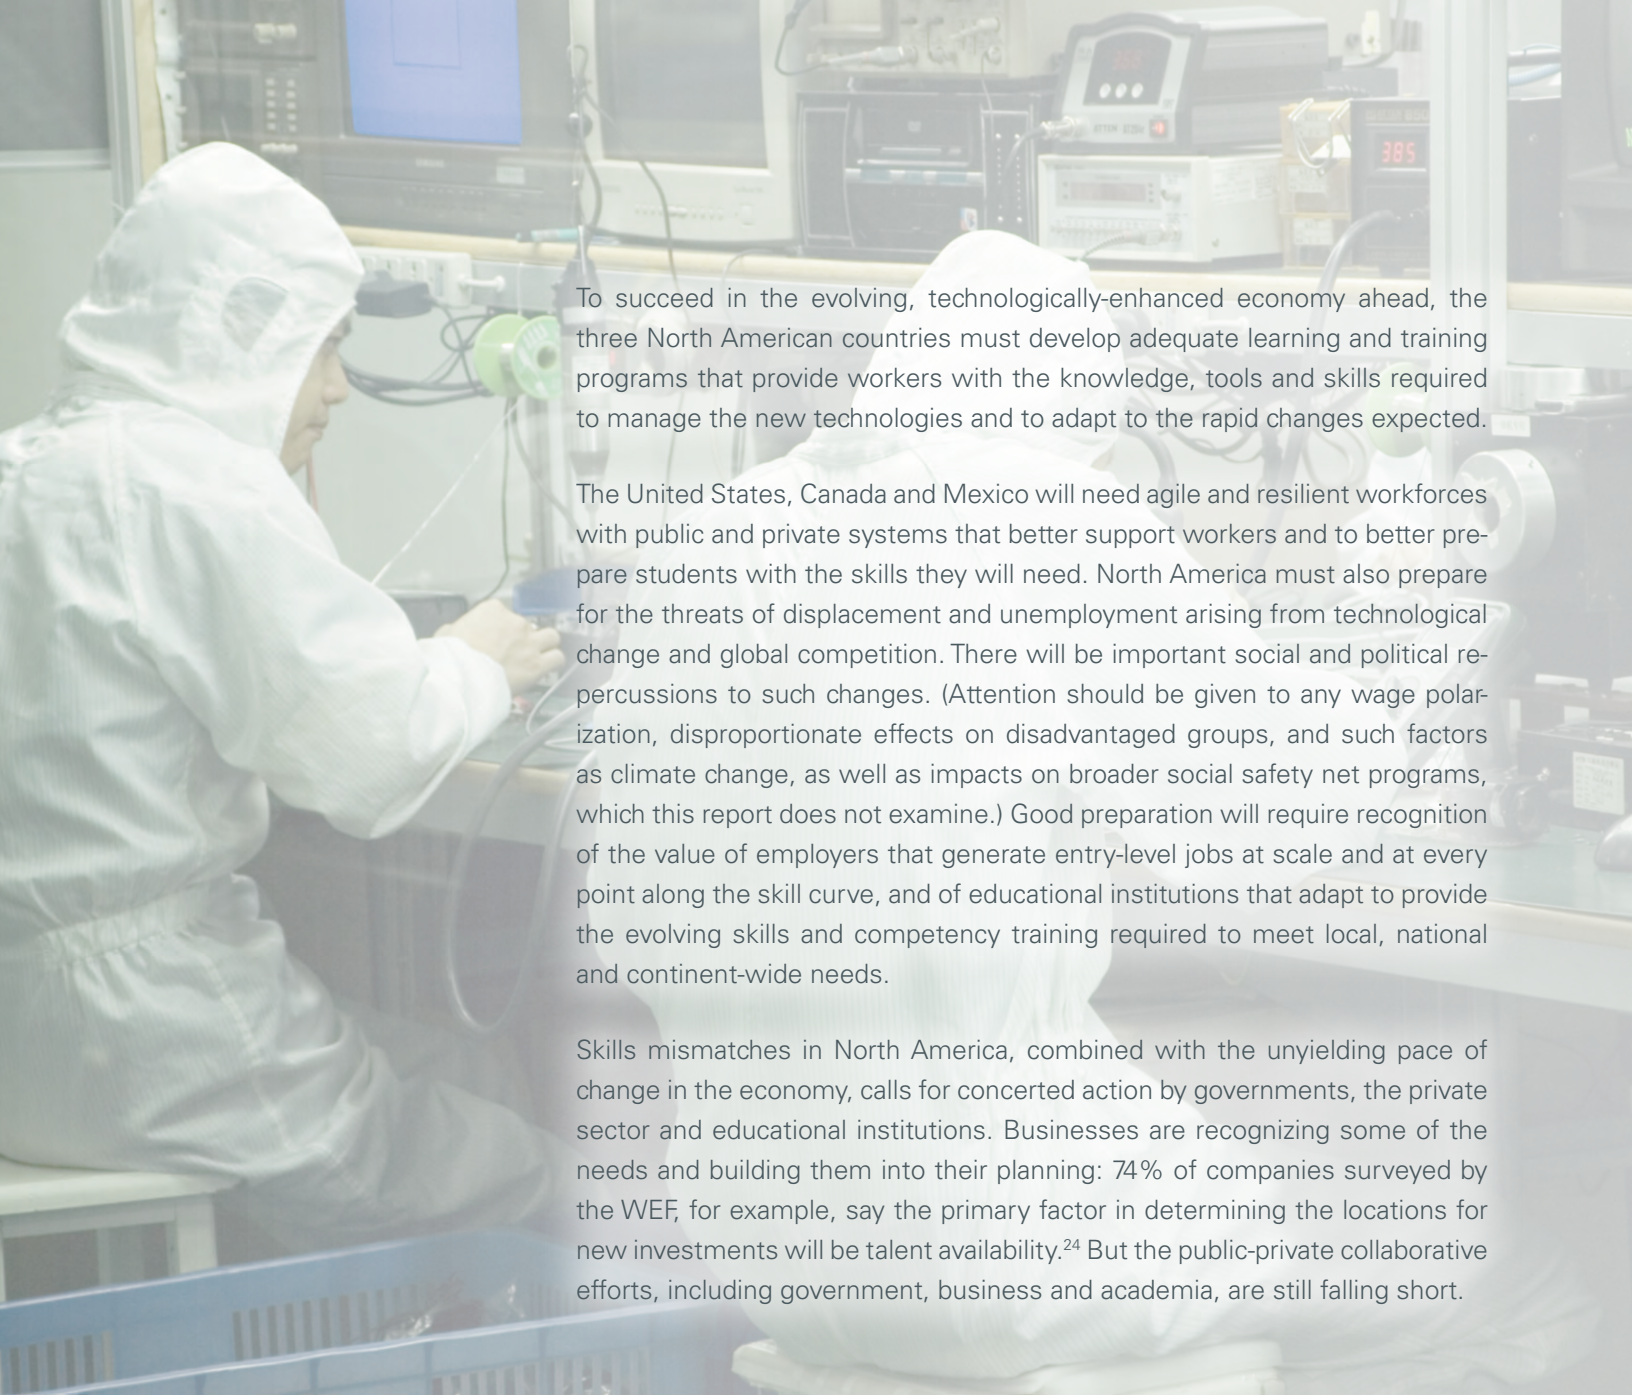 385
To succeed in the evolving, technologically-enhanced economy ahead, the
three North American countries must develop adequate learning and training
programs that provide workers with the knowledge, tools and skills required
to manage the new technologies and to adapt to the rapid changes expected.
The United States, Canada and Mexico will need agile and resilient workforces
with public and private systems that better support workers and to better pre-
pare students with the skills they will need. North America must also prepare
for the threats of displacement and unemployment arising from technological
change and global competition. There will be important social and political re-
percussions to such changes. (Attention should be given to any wage polar-
ization, disproportionate effects on disadvantaged groups, and such factors
as climate change, as well as impacts on broader social safety net programs,
which this report does not examine.) Good preparation will require recognition
of the value of employers that generate entry-level jobs at scale and at every
point along the skill curve, and of educational institutions that adapt to provide
the evolving skills and competency training required to meet local, national
and continent-wide needs.
Skills mismatches in North America, combined with the unyielding pace of
change in the economy, calls for concerted action by governments, the private
sector and educational institutions. Businesses are recognizing some of the
needs and building them into their planning: 74% of companies surveyed by
the WEF, for example, say the primary factor in determining the locations for
new investments will be talent availability.24 But the public-private collaborative
efforts, including government, business and academia, are still falling short.